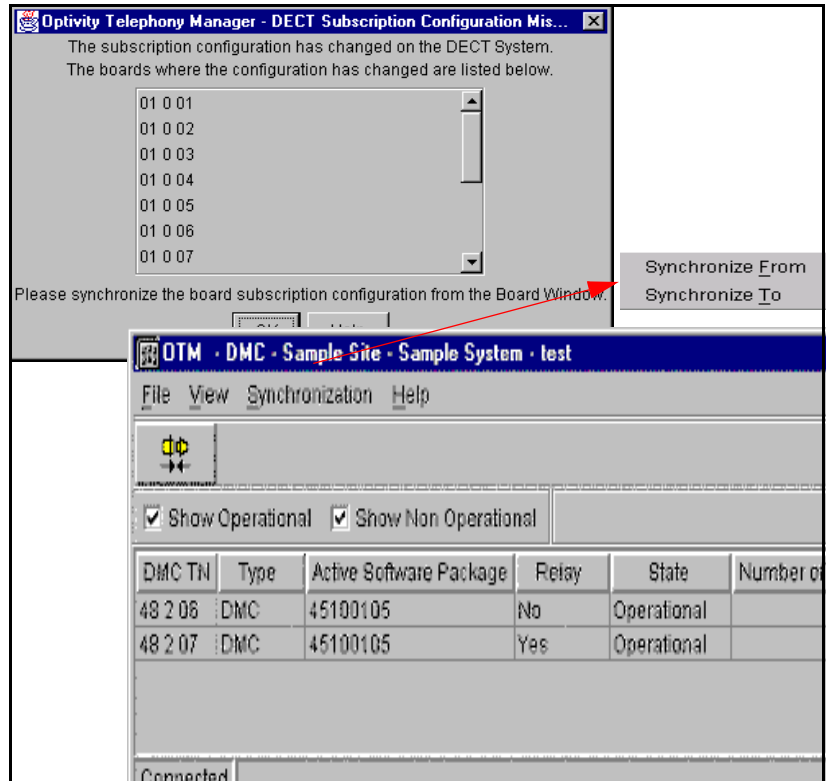 Optivity Telephony Manager - DECT Subscription Configuration Mis...
The subscription configuration has changed on the DECT System.
The boards where the configuration has changed are listed below.
01 0 01
01 0 02
01 0 03
01 0 04
01 0 05
01 0 06
01 0 07
Please synchronize the board subscription configuration from the Board Window.
Synchronize From
Synchronize To
OTM - DMC - Sample Site - Sample System - test
File View Synchronization Help
Show Operational Show Non Operational
DMC TN Type Active Software Package Relay State Number of
48 2 06 DMC 45100105 No Operational
48 2 07 DMC 45100105 Yes Operational
Connected